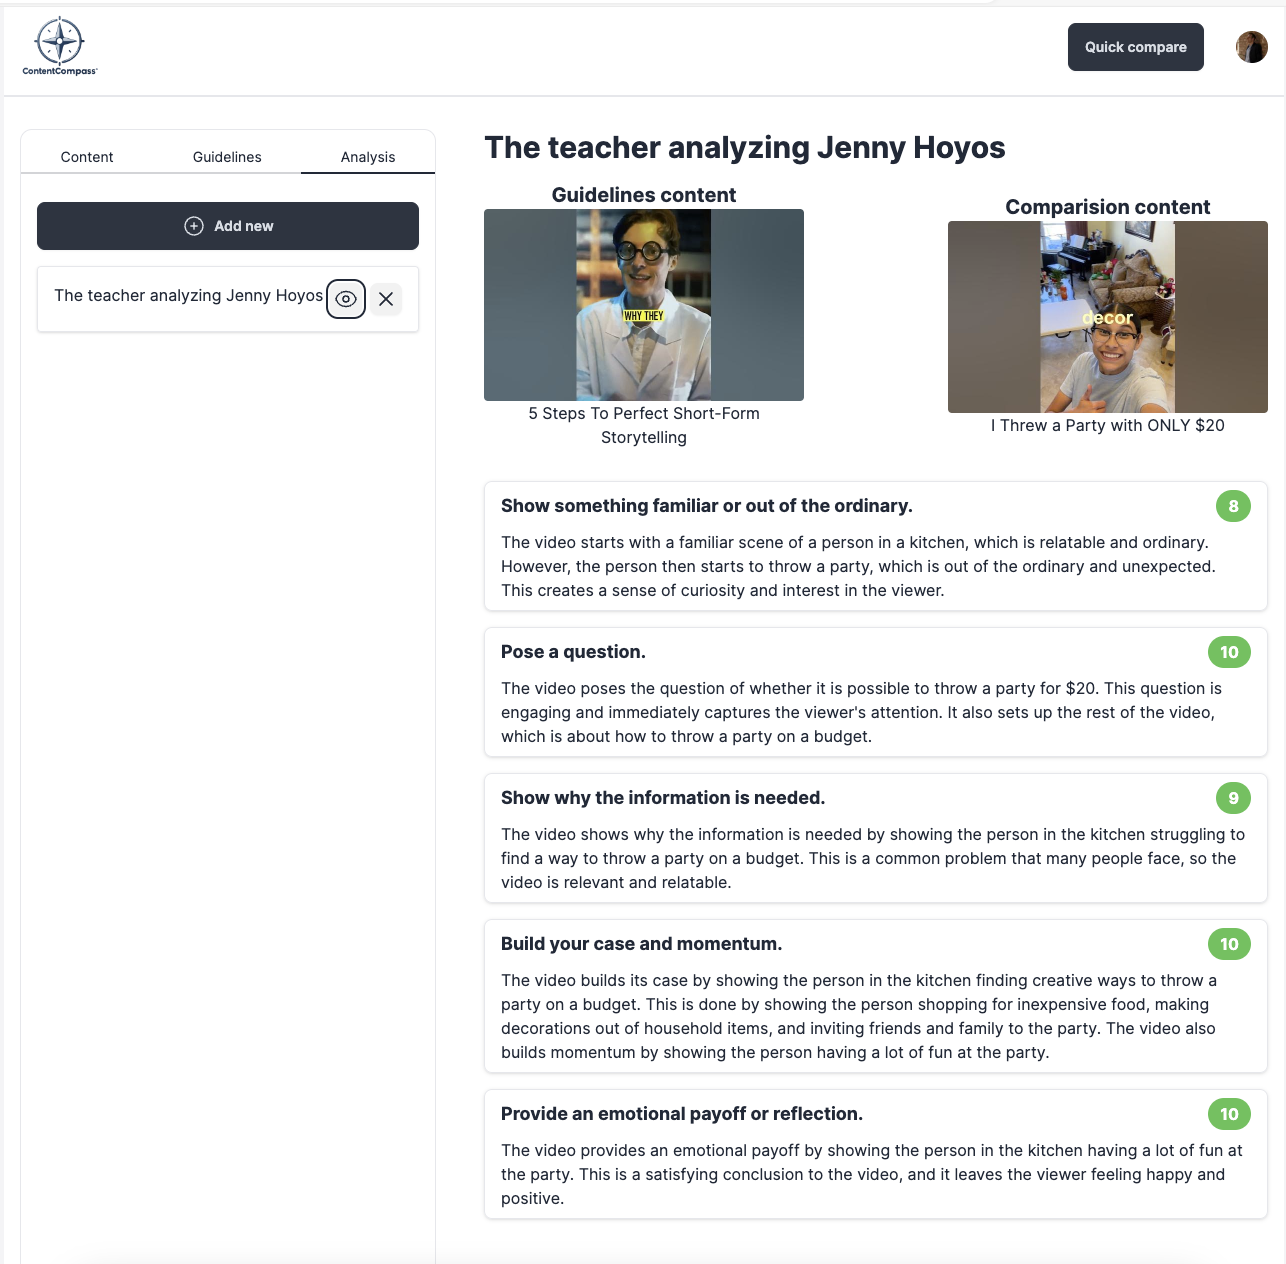 ContentCompass
Quick compare
Content
Guidelines
Analysis
Add new
The teacher analyzing Jenny Hoyos
The teacher analyzing Jenny Hoyos
Guidelines content
WHY THEY
5 Steps To Perfect Short-Form
Storytelling
Comparision content
decor
I Threw a Party with ONLY $20
Show something familiar or out of the ordinary.
8
The video starts with a familiar scene of a person in a kitchen, which is relatable and ordinary.
However, the person then starts to throw a party, which is out of the ordinary and unexpected.
This creates a sense of curiosity and interest in the viewer.
Pose a question.
10
The video poses the question of whether it is possible to throw a party for $20. This question is
engaging and immediately captures the viewer's attention. It also sets up the rest of the video,
which is about how to throw a party on a budget.
Show why the information is needed.
9
The video shows why the information is needed by showing the person in the kitchen struggling to
find a way to throw a party on a budget. This is a common problem that many people face, so the
video is relevant and relatable.
Build your case and momentum.
10
The video builds its case by showing the person in the kitchen finding creative ways to throw a
party on a budget. This is done by showing the person shopping for inexpensive food, making
decorations out of household items, and inviting friends and family to the party. The video also
builds momentum by showing the person having a lot of fun at the party.
Provide an emotional payoff or reflection.
10
The video provides an emotional payoff by showing the person in the kitchen having a lot of fun at
the party. This is a satisfying conclusion to the video, and it leaves the viewer feeling happy and
positive.